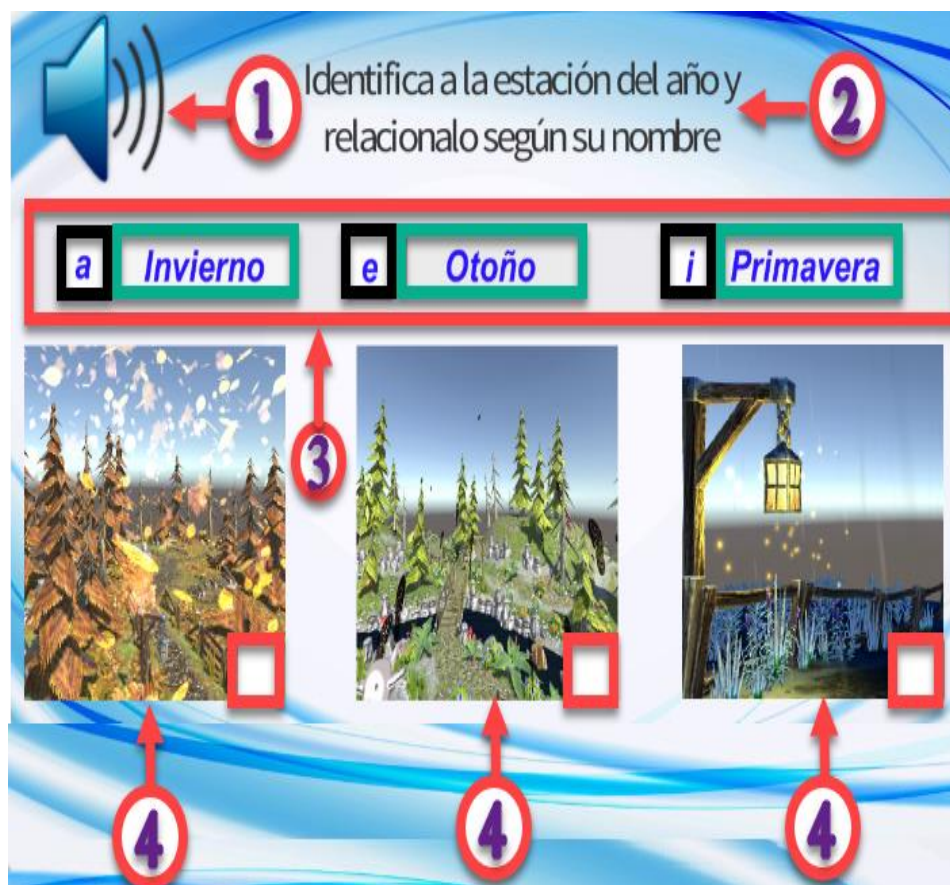 1
Identifica a la estación del año y
2
relacionalo según su nombre
a Invierno e Otoño i Primavera
3
4 4 4